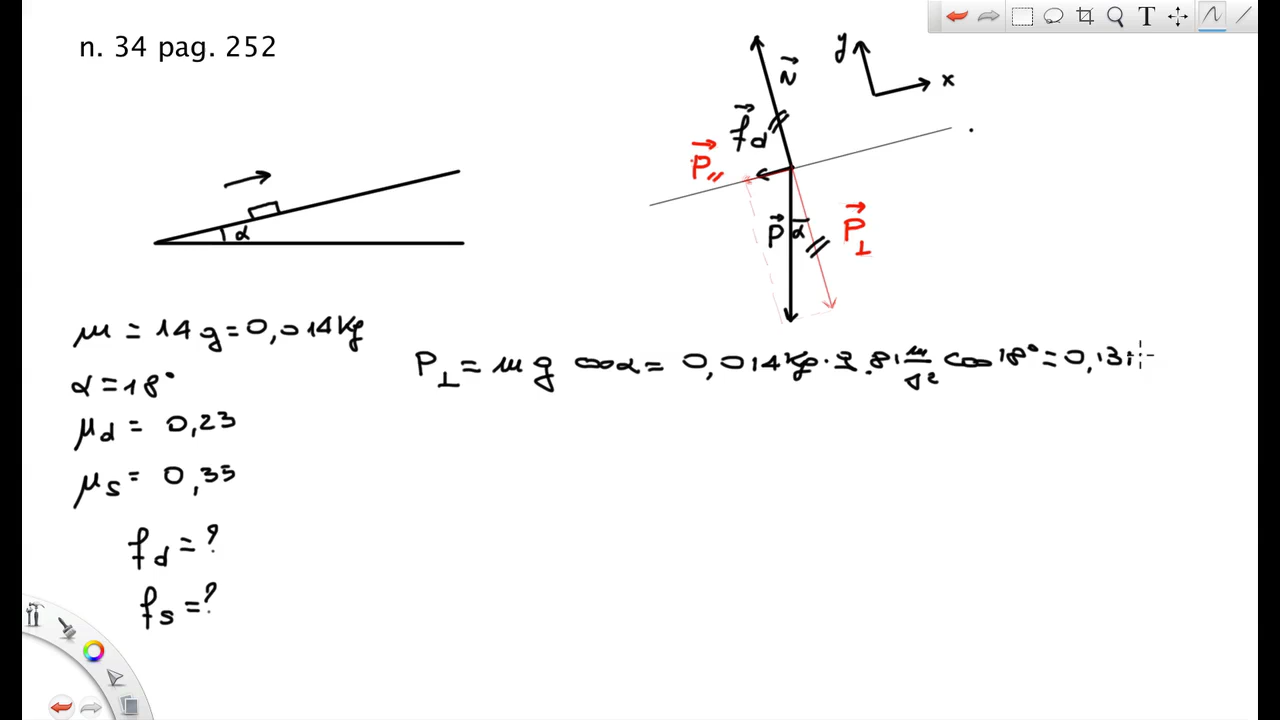 n. 34 pag. 252
y
x
N
fd
P//
P
α
P⊥
α
m = 14 g = 0,014 Kg
α = 18°
μd = 0,23
μs = 0,35
fd = ?
fs = ?
P⊥ = m g cos α = 0,014 Kg · 9.81 m/s² cos 18° = 0,131
T